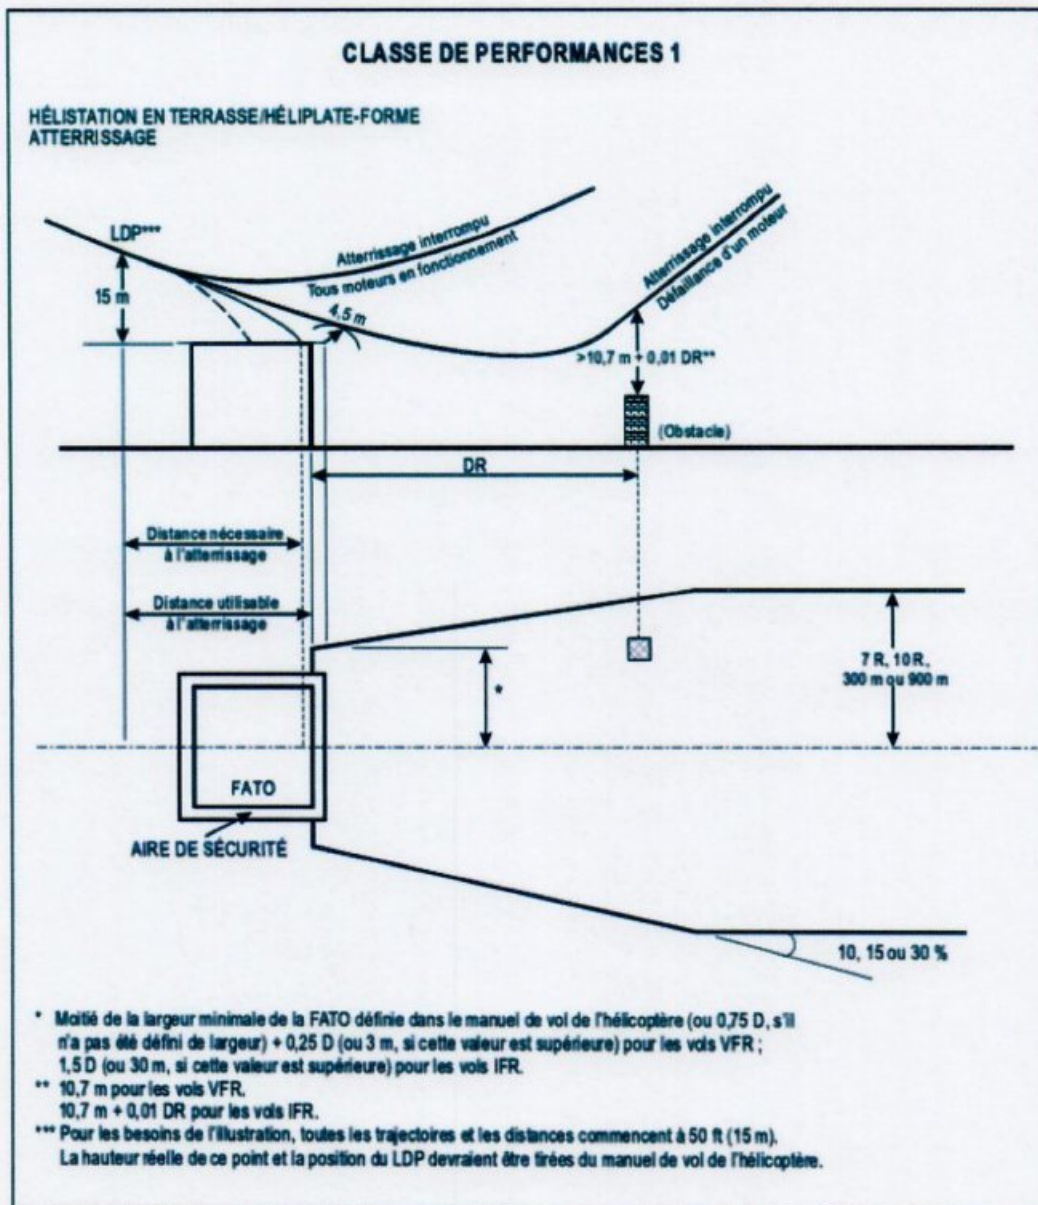 CLASSE DE PERFORMANCES 1
HÉLISTATION EN TERRASSE/HÉLIPLATE-FORME
ATTERRISSAGE
LDP***
15 m
Atterrissage interrompu
Tous moteurs en fonctionnement
Atterrissage interrompu
Défaillance d'un moteur
4,5 m
>10,7 m + 0,01 DR**
(Obstacle)
DR
Distance nécessaire
à l'atterrissage
Distance utilisable
à l'atterrissage
*
7 R, 10 R,
300 m ou 900 m
FATO
AIRE DE SÉCURITÉ
10, 15 ou 30 %
* Moitié de la largeur minimale de la FATO définie dans le manuel de vol de l'hélicoptère (ou 0,75 D, s'il
n'a pas été défini de largeur) + 0,25 D (ou 3 m, si cette valeur est supérieure) pour les vols VFR ;
1,5 D (ou 30 m, si cette valeur est supérieure) pour les vols IFR.
** 10,7 m pour les vols VFR.
10,7 m + 0,01 DR pour les vols IFR.
*** Pour les besoins de l'illustration, toutes les trajectoires et les distances commencent à 50 ft (15 m).
La hauteur réelle de ce point et la position du LDP devraient être tirées du manuel de vol de l'hélicoptère.